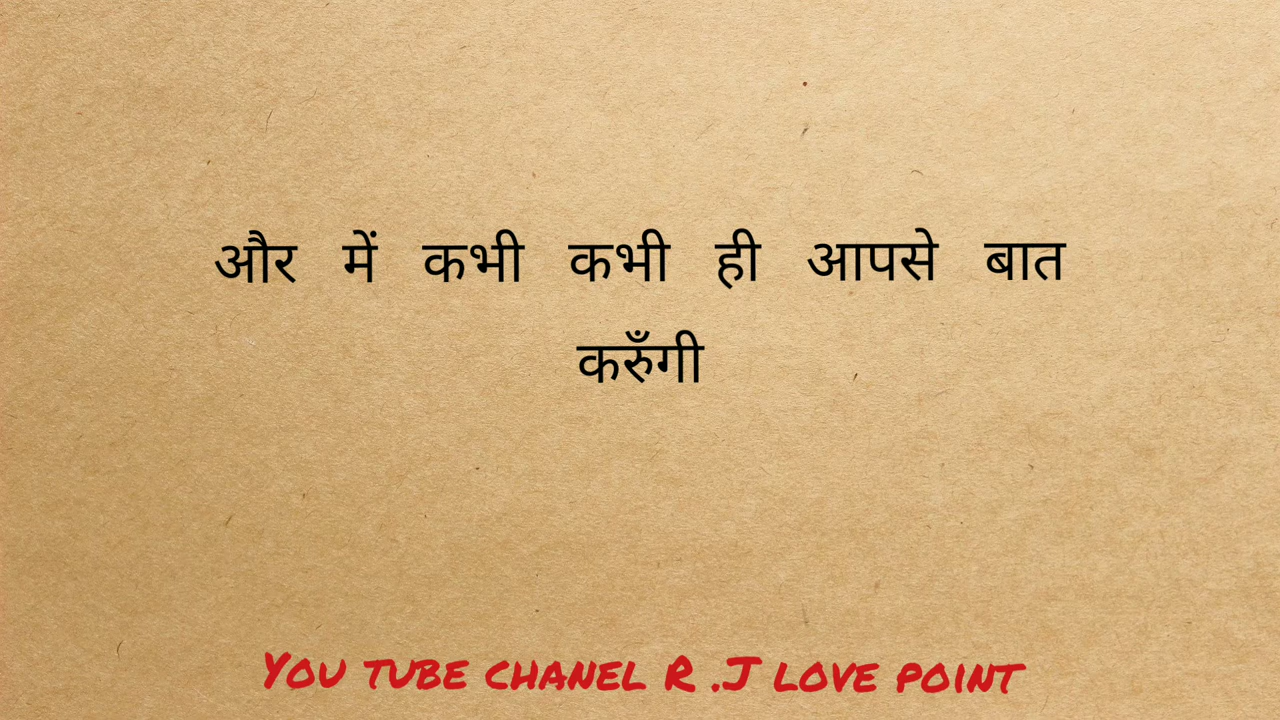 और में कभी कभी ही आपसे बात
करुँगी
You tube chanel R .J love point